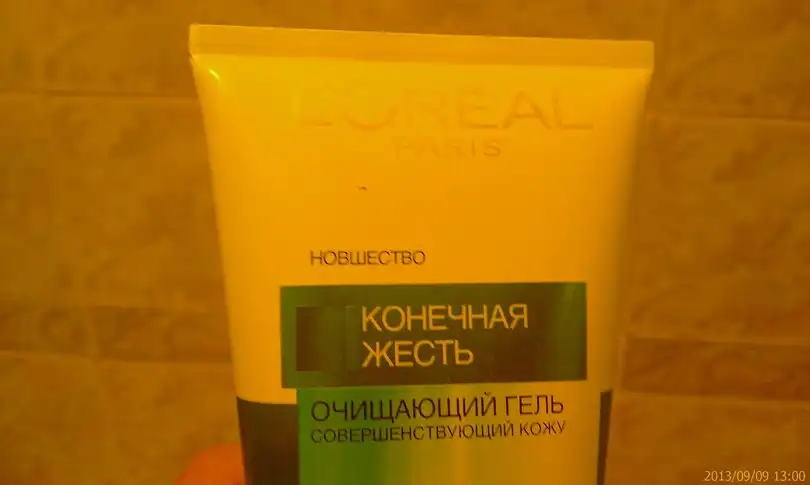 L'ORÉAL
PARIS
НОВШЕСТВО
КОНЕЧНАЯ
ЖЕСТЬ
ОЧИЩАЮЩИЙ ГЕЛЬ
СОВЕРШЕНСТВУЮЩИЙ КОЖУ
2013/09/09 13:00